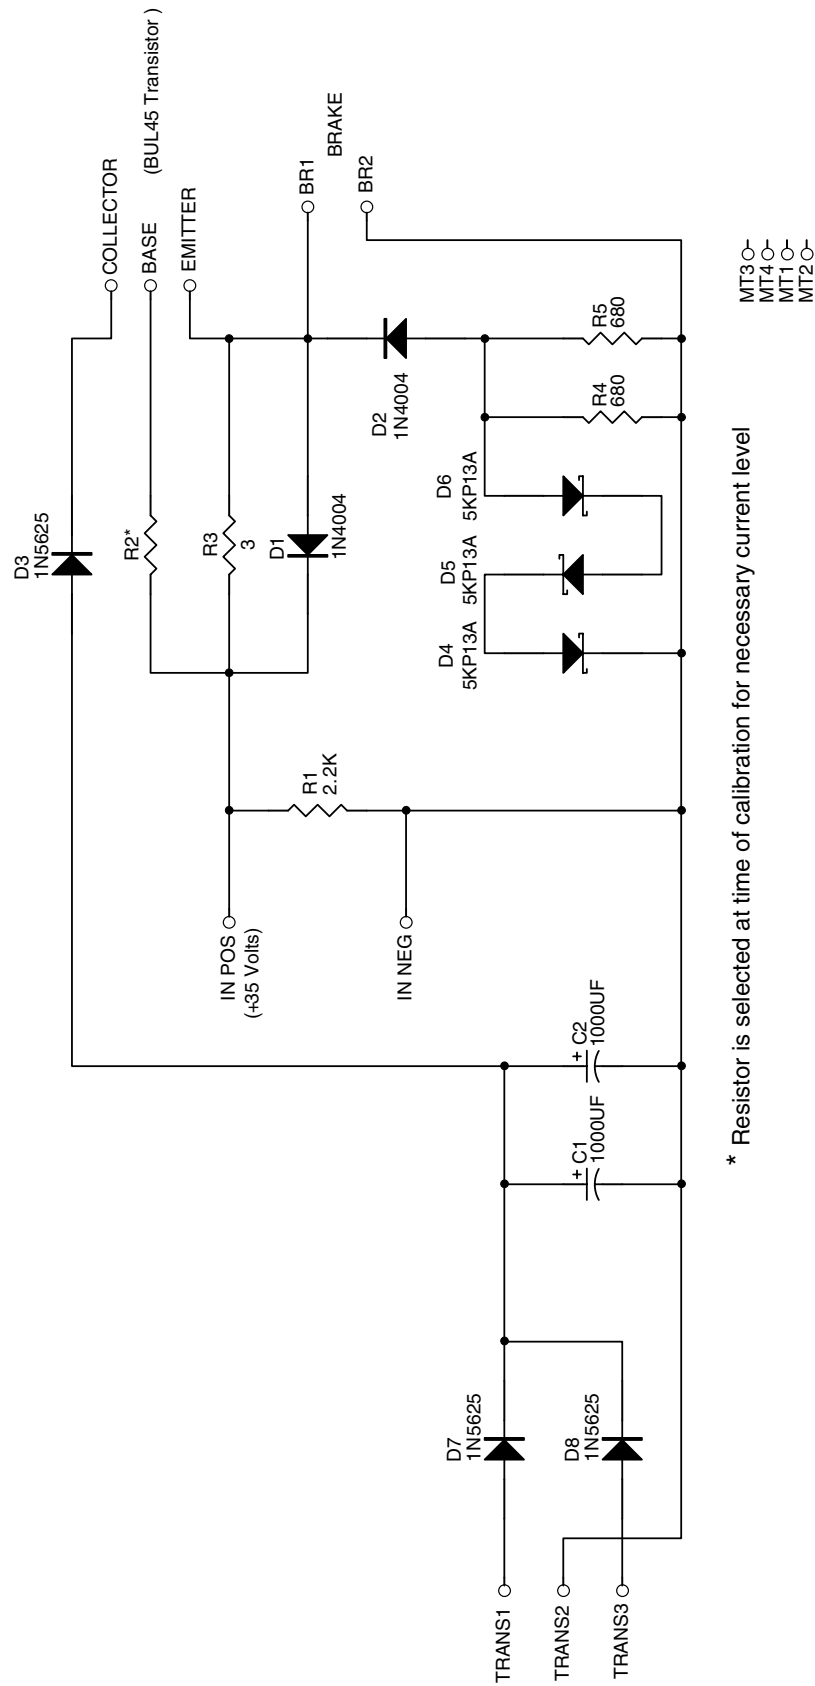 D3
1N5625
COLLECTOR
R2*
BASE
(BUL45 Transistor )
EMITTER
R3
3
D1
1N4004
BR1
BRAKE
BR2
IN POS
(+35 Volts)
R1
2.2K
IN NEG
D2
1N4004
D4
5KP13A
D5
5KP13A
D6
5KP13A
R4
680
R5
680
TRANS1
D7
1N5625
TRANS2
TRANS3
D8
1N5625
+ C1
1000UF
+ C2
1000UF
* Resistor is selected at time of calibration for necessary current level
MT3
MT4
MT1
MT2